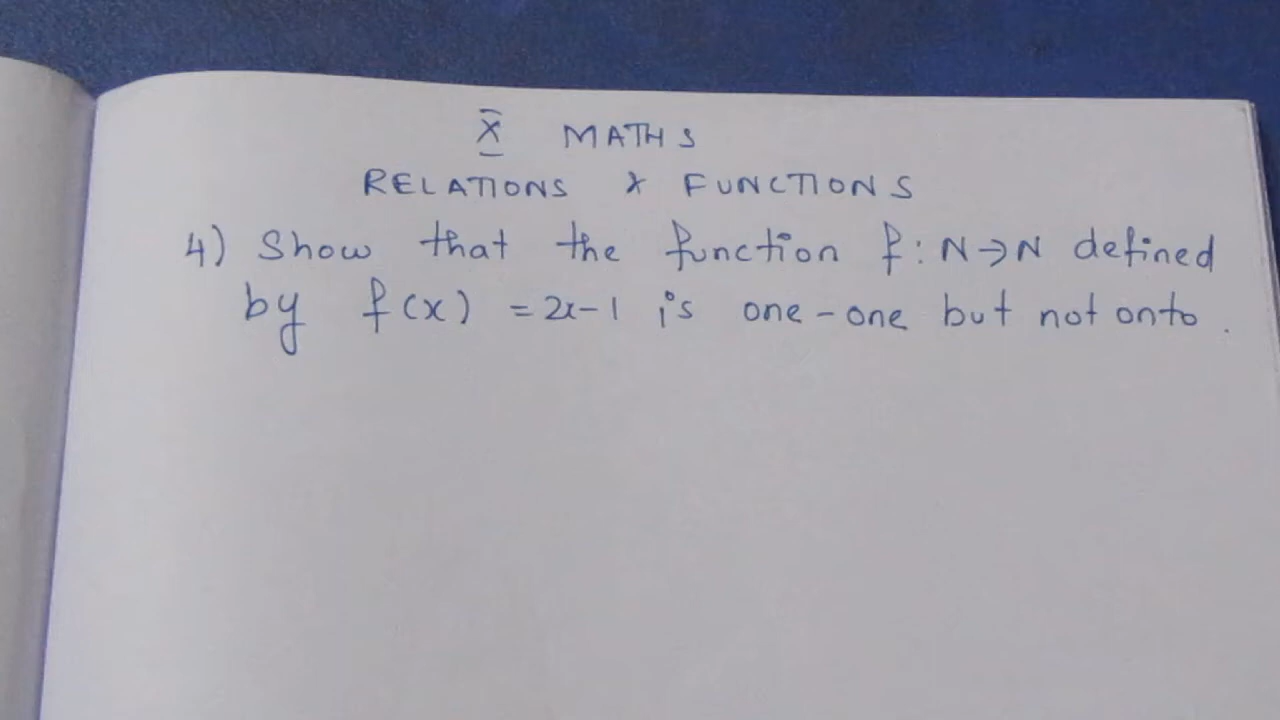 X MATHS
RELATIONS & FUNCTIONS
4) Show that the function f: N→N defined
by f(x) = 2x-1 is one-one but not onto.